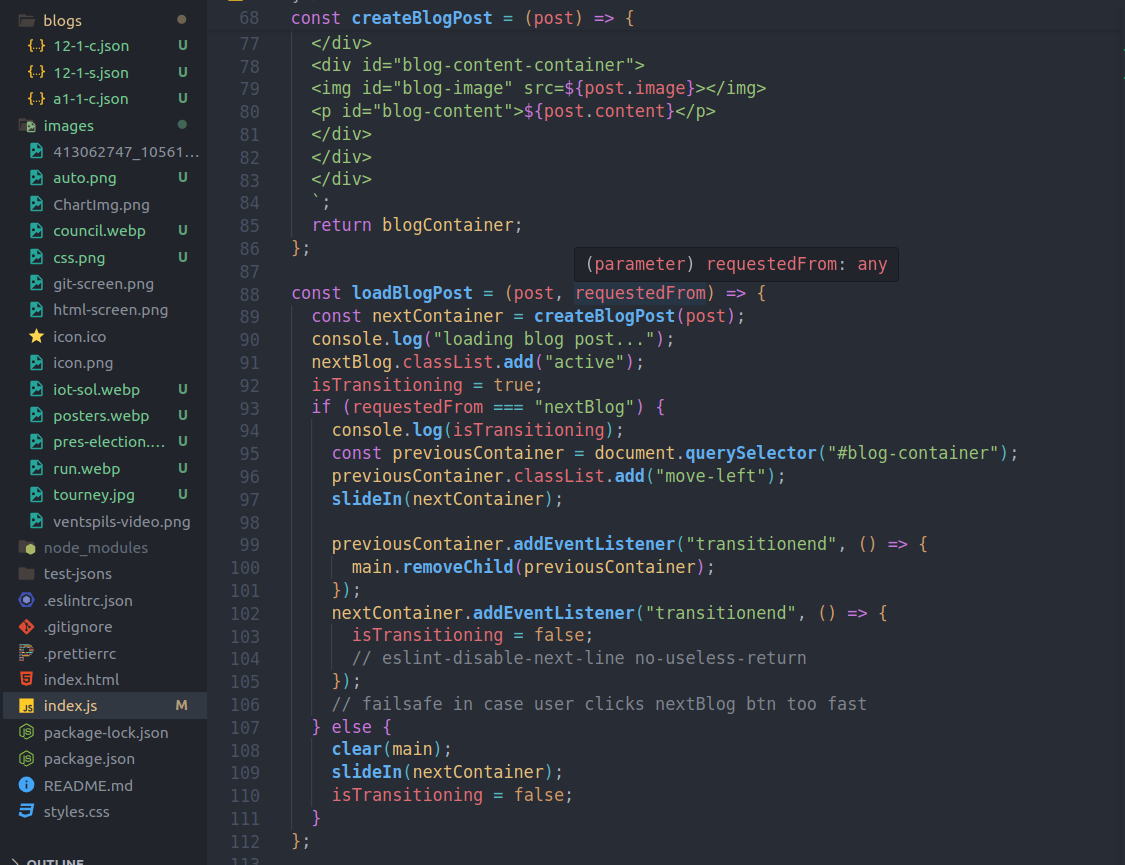 blogs
12-1-c.json U
12-1-s.json U
a1-1-c.json U
images
413062747_10561...
auto.png U
ChartImg.png
council.webp U
css.png U
git-screen.png
html-screen.png
icon.ico
icon.png
iot-sol.webp U
posters.webp U
pres-election.... U
run.webp U
tourney.jpg U
ventspils-video.png
node_modules
test-jsons
.eslintrc.json
.gitignore
.prettierrc
index.html
JS index.js M
package-lock.json
package.json
README.md
styles.css
OUTLINE
68 const createBlogPost = (post) => {
77 </div>
78 <div id="blog-content-container">
79 <img id="blog-image" src=${post.image}></img>
80 <p id="blog-content">${post.content}</p>
81 </div>
82 </div>
83 </div>
84 `;
85 return blogContainer;
86 };
(parameter) requestedFrom: any
87
88 const loadBlogPost = (post, requestedFrom) => {
89 const nextContainer = createBlogPost(post);
90 console.log("loading blog post...");
91 nextBlog.classList.add("active");
92 isTransitioning = true;
93 if (requestedFrom === "nextBlog") {
94 console.log(isTransitioning);
95 const previousContainer = document.querySelector("#blog-container");
96 previousContainer.classList.add("move-left");
97 slideIn(nextContainer);
98
99 previousContainer.addEventListener("transitionend", () => {
100 main.removeChild(previousContainer);
101 });
102 nextContainer.addEventListener("transitionend", () => {
103 isTransitioning = false;
104 // eslint-disable-next-line no-useless-return
105 });
106 // failsafe in case user clicks nextBlog btn too fast
107 } else {
108 clear(main);
109 slideIn(nextContainer);
110 isTransitioning = false;
111 }
112 };
113